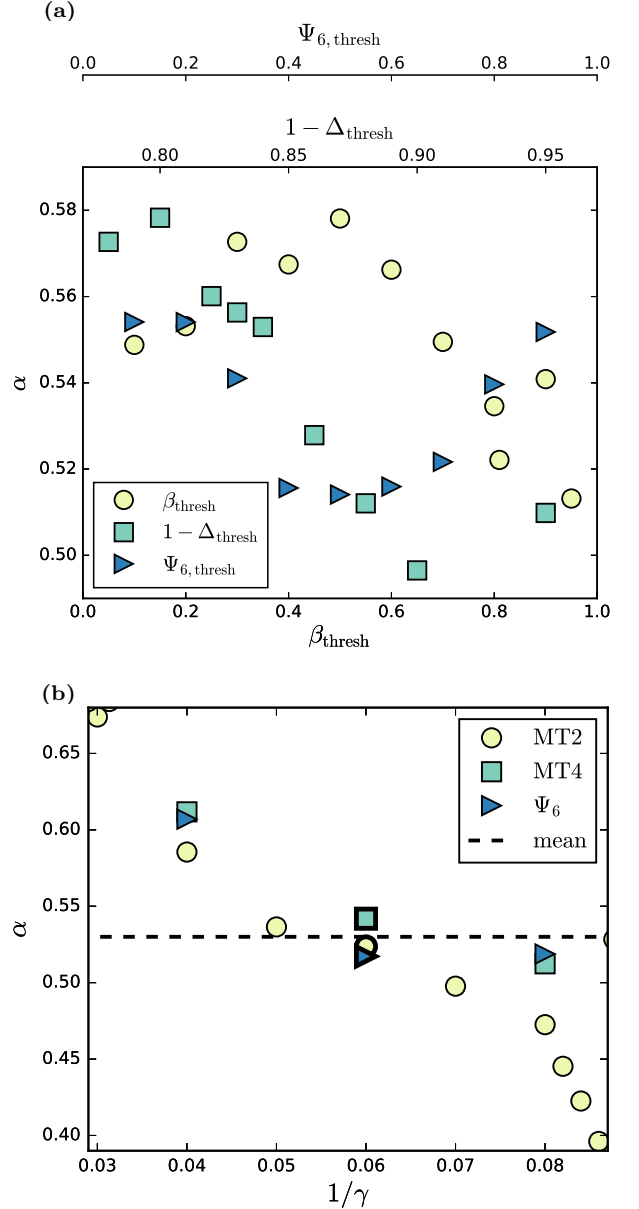 (a)
Ψ6, thresh
0.0 0.2 0.4 0.6 0.8 1.0
1 − Δthresh
0.80 0.85 0.90 0.95
0.58
0.56
0.54
0.52
0.50
α
βthresh
1 − Δthresh
Ψ6, thresh
0.0 0.2 0.4 0.6 0.8 1.0
βthresh
(b)
0.65
0.60
0.55
0.50
0.45
0.40
α
MT2
MT4
Ψ6
mean
0.03 0.04 0.05 0.06 0.07 0.08
1/γ